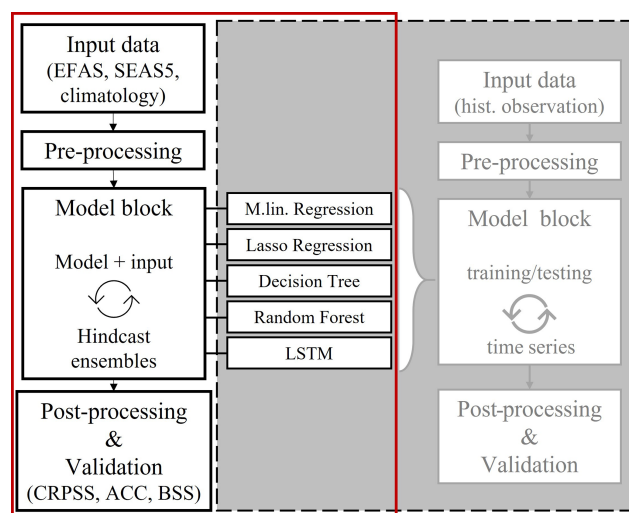 Input data
(EFAS, SEAS5,
climatology)
Pre-processing
Model block
Model + input
Hindcast
ensembles
Post-processing
&
Validation
(CRPSS, ACC, BSS)
M.lin. Regression
Lasso Regression
Decision Tree
Random Forest
LSTM
Input data
(hist. observation)
Pre-processing
Model block
training/testing
time series
Post-processing
&
Validation